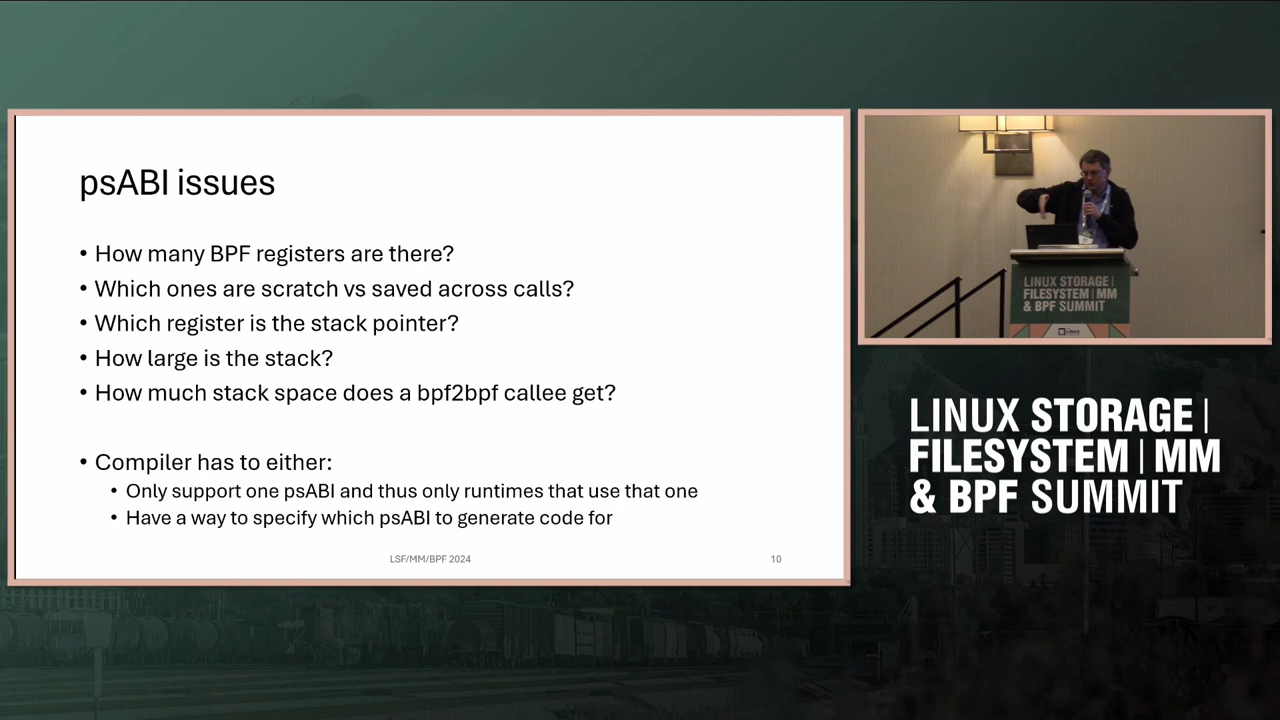 psABI issues
• How many BPF registers are there?
• Which ones are scratch vs saved across calls?
• Which register is the stack pointer?
• How large is the stack?
• How much stack space does a bpf2bpf callee get?
• Compiler has to either:
• Only support one psABI and thus only runtimes that use that one
• Have a way to specify which psABI to generate code for
LSF/MM/BPF 2024
10
LINUX STORAGE |
FILESYSTEM | MM
& BPF SUMMIT
Linux
LINUX STORAGE |
FILESYSTEM | MM
& BPF SUMMIT